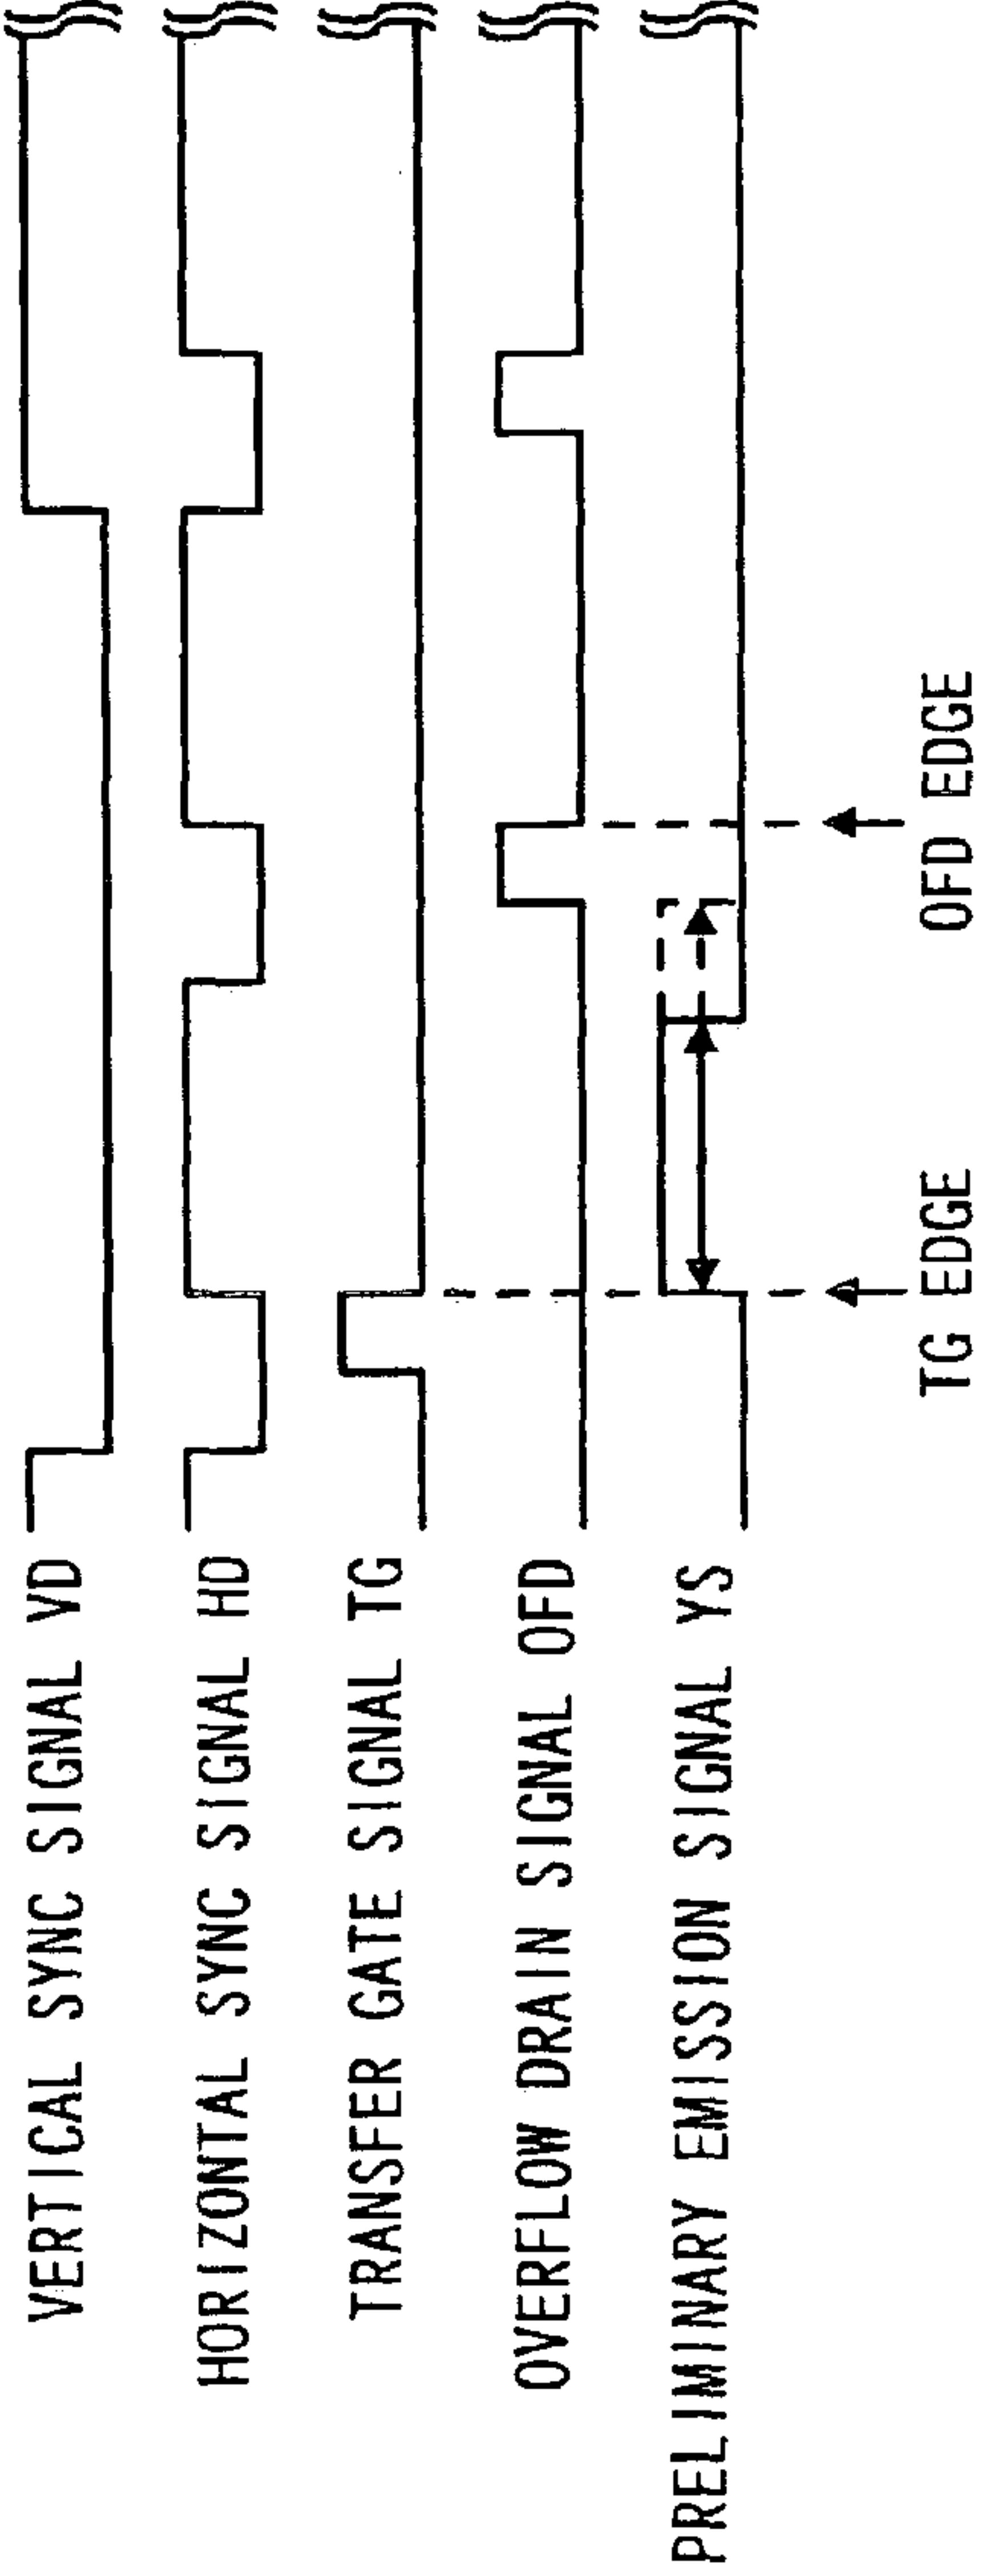 VERTICAL SYNC SIGNAL VD
HORIZONTAL SYNC SIGNAL HD
TRANSFER GATE SIGNAL TG
OVERFLOW DRAIN SIGNAL OFD
PRELIMINARY EMISSION SIGNAL YS
TG EDGE
OFD EDGE